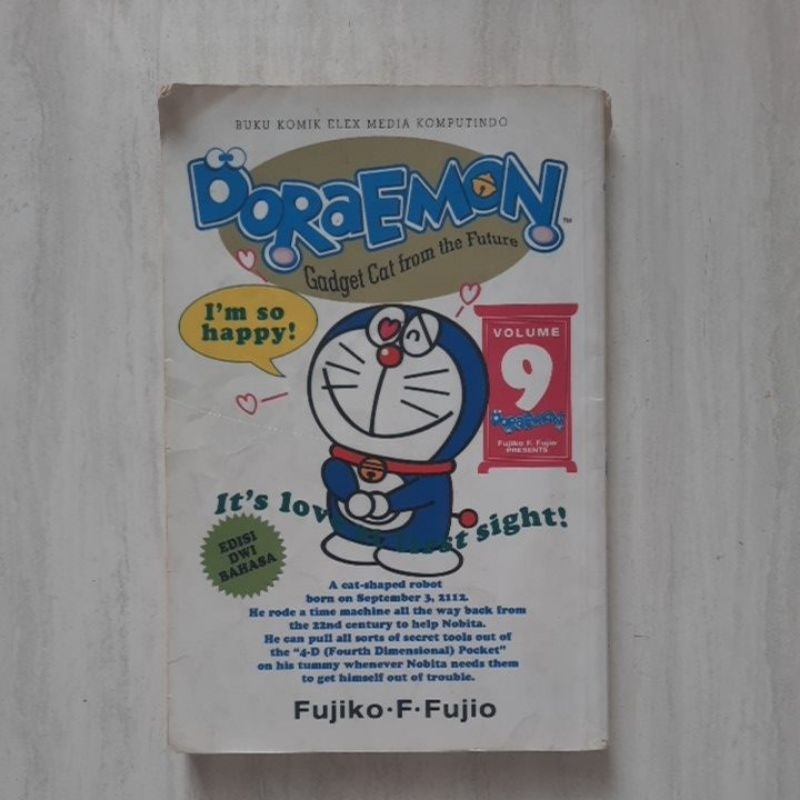 BUKU KOMIK ELEX MEDIA KOMPUTINDO
DORAEMON
TM
Gadget Cat from the Future
I'm so
happy!
VOLUME
9
DORAEMON
Fujiko F. Fujio
PRESENTS
It's lov first sight!
EDISI
DWI
BAHASA
A cat-shaped robot
born on September 3, 2112.
He rode a time machine all the way back from
the 22nd century to help Nobita.
He can pull all sorts of secret tools out of
the "4-D (Fourth Dimensional) Pocket"
on his tummy whenever Nobita needs them
to get himself out of trouble.
Fujiko·F·Fujio